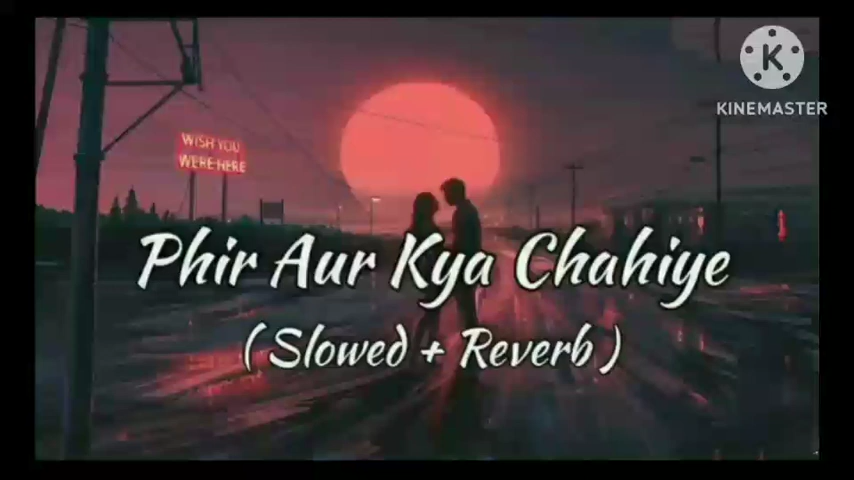 K
KINEMASTER
WISH YOU
WERE HERE
Phir Aur Kya Chahiye
(Slowed + Reverb)